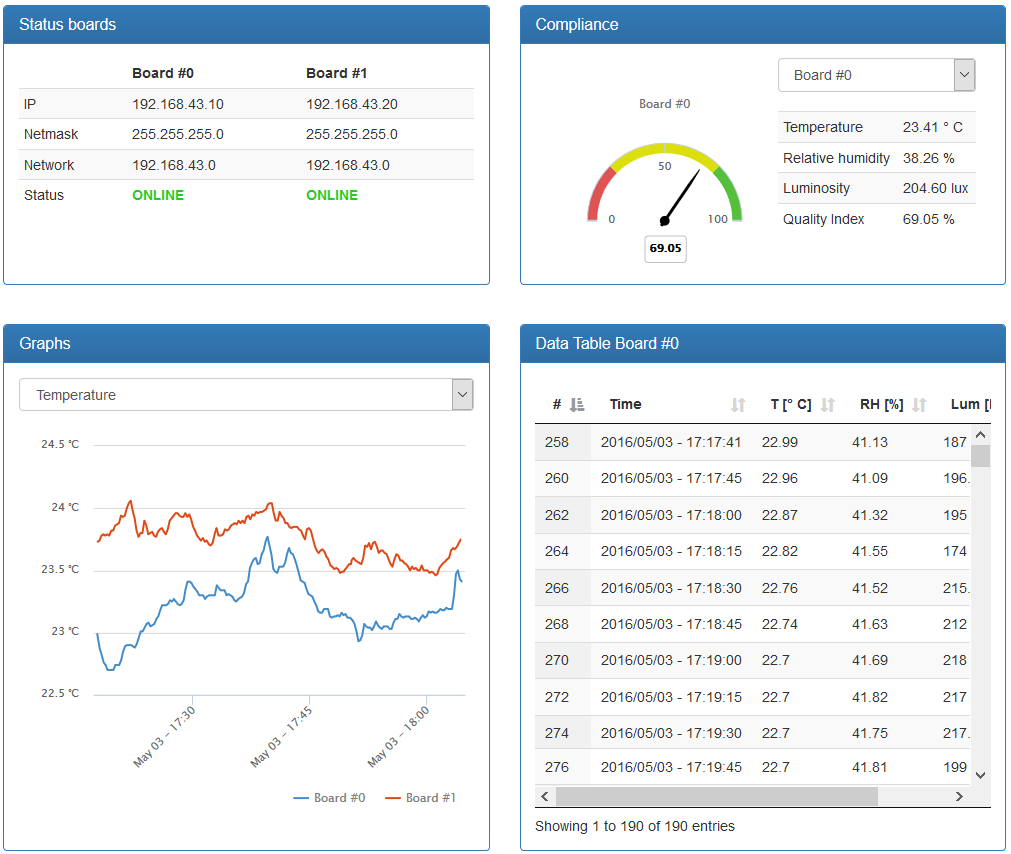 Status boards
Board #0 Board #1
IP 192.168.43.10 192.168.43.20
Netmask 255.255.255.0 255.255.255.0
Network 192.168.43.0 192.168.43.0
Status ONLINE ONLINE
Compliance
Board #0
Board #0
50
0 100
69.05
Temperature 23.41 ° C
Relative humidity 38.26 %
Luminosity 204.60 lux
Quality Index 69.05 %
Graphs
Temperature
24.5 °C
24 °C
23.5 °C
23 °C
22.5 °C
May 03 - 17:30 May 03 - 17:45 May 03 - 18:00
Board #0 Board #1
Data Table Board #0
# Time T [° C] RH [%] Lum [
258 2016/05/03 - 17:17:41 22.99 41.13 187
260 2016/05/03 - 17:17:45 22.96 41.09 196.
262 2016/05/03 - 17:18:00 22.87 41.32 195
264 2016/05/03 - 17:18:15 22.82 41.55 174
266 2016/05/03 - 17:18:30 22.76 41.52 215.
268 2016/05/03 - 17:18:45 22.74 41.63 212
270 2016/05/03 - 17:19:00 22.7 41.69 218
272 2016/05/03 - 17:19:15 22.7 41.82 217
274 2016/05/03 - 17:19:30 22.7 41.75 217.
276 2016/05/03 - 17:19:45 22.7 41.81 199
Showing 1 to 190 of 190 entries